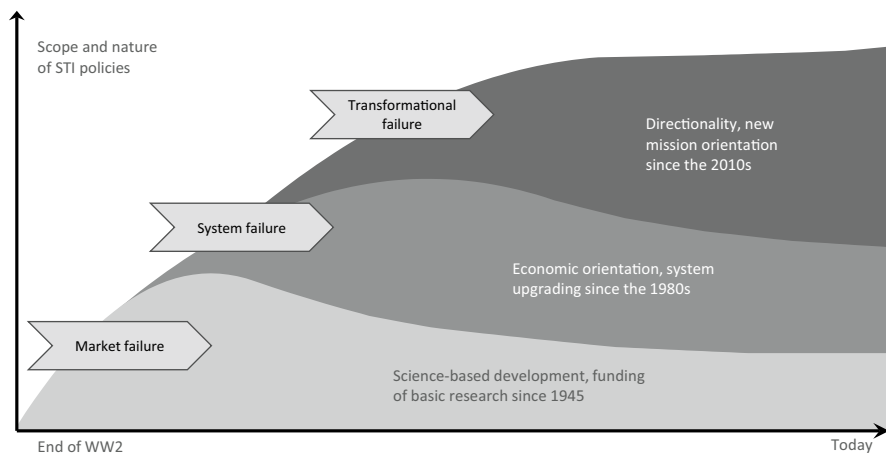 Scope and nature
of STI policies
Transformational
failure
Directionality, new
mission orientation
since the 2010s
System failure
Economic orientation, system
upgrading since the 1980s
Market failure
Science-based development, funding
of basic research since 1945
End of WW2
Today